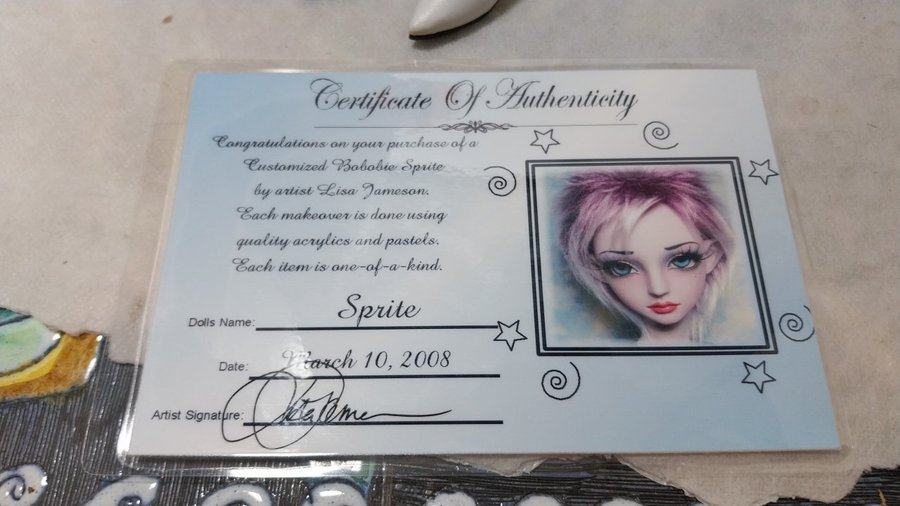 Certificate Of Authenticity
Congratulations on your purchase of a
Customized Bobobie Sprite
by artist Lisa Jameson.
Each makeover is done using
quality acrylics and pastels.
Each item is one-of-a-kind.
Dolls Name: Sprite
Date: March 10, 2008
Artist Signature: